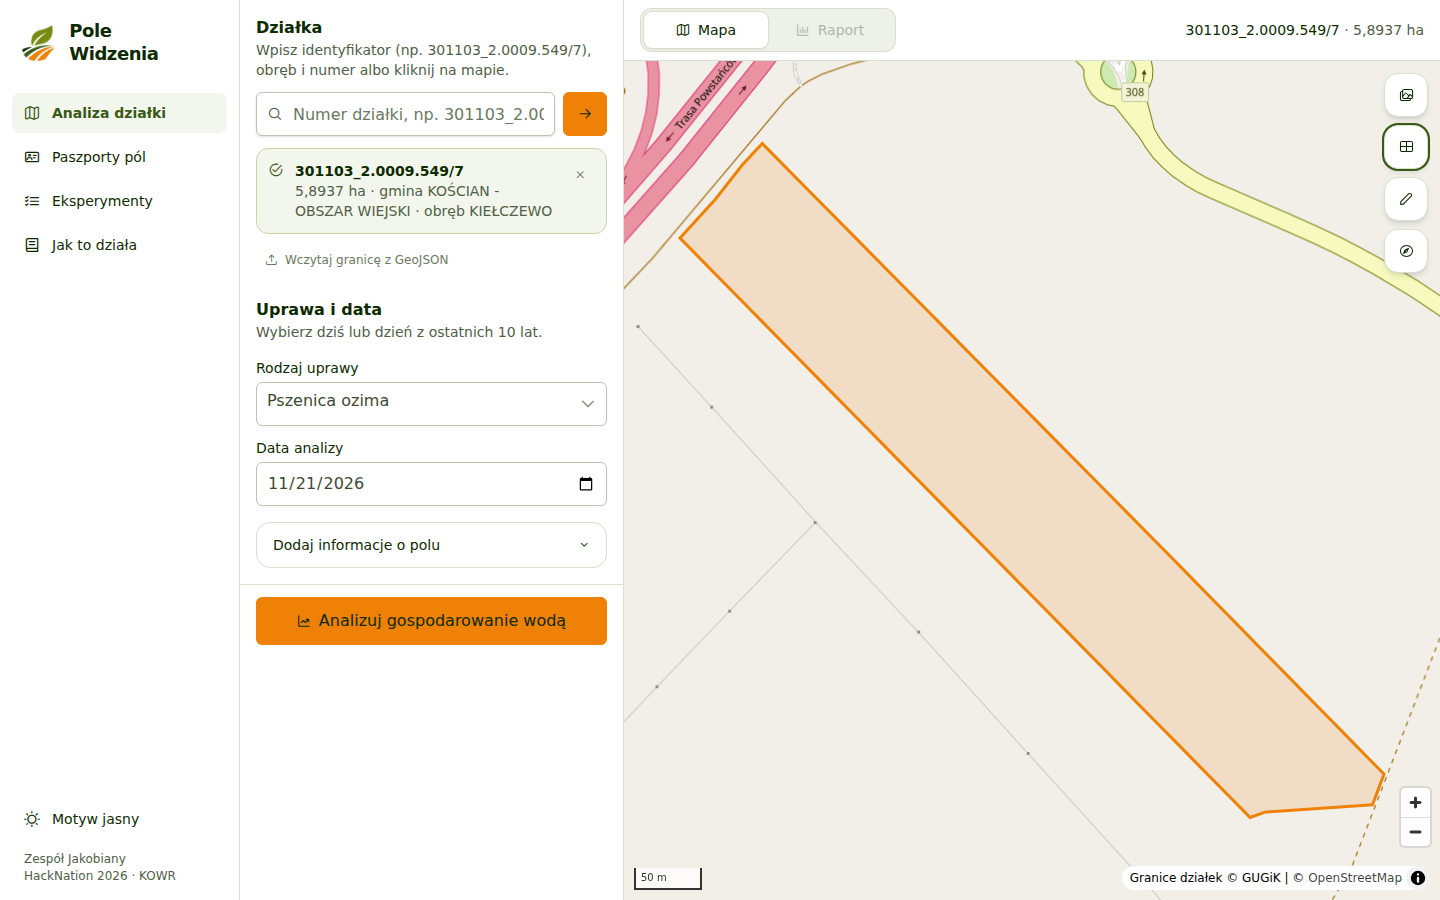 Pole
Widzenia
Analiza działki
Paszporty pól
Eksperymenty
Jak to działa
Motyw jasny
Zespół Jakobiany
HackNation 2026 · KOWR
Działka
Wpisz identyfikator (np. 301103_2.0009.549/7),
obręb i numer albo kliknij na mapie.
Numer działki, np. 301103_2.00
301103_2.0009.549/7
5,8937 ha · gmina KOŚCIAN -
OBSZAR WIEJSKI · obręb KIEŁCZEWO
Wczytaj granicę z GeoJSON
Uprawa i data
Wybierz dziś lub dzień z ostatnich 10 lat.
Rodzaj uprawy
Pszenica ozima
Data analizy
11/21/2026
Dodaj informacje o polu
Analizuj gospodarowanie wodą
Mapa
Raport
301103_2.0009.549/7 · 5,8937 ha
Trasa Powstańców
308
50 m
Granice działek © GUGiK | © OpenStreetMap